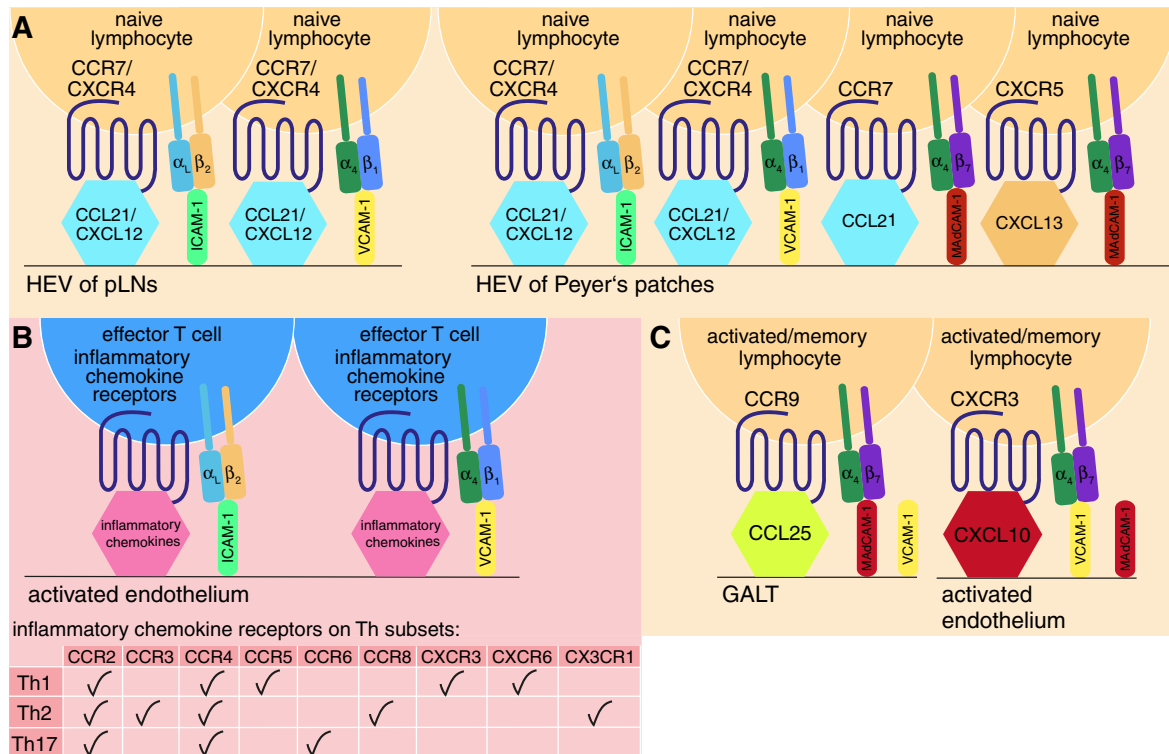 A
naive
lymphocyte
naive
lymphocyte
naive
lymphocyte
naive
lymphocyte
naive
lymphocyte
naive
lymphocyte
CCR7/
CXCR4
CCR7/
CXCR4
CCR7/
CXCR4
CCR7/
CXCR4
CCR7
CXCR5
αL
β2
α4
β1
αL
β2
α4
β1
α4
β7
α4
β7
CCL21/
CXCL12
ICAM-1
CCL21/
CXCL12
VCAM-1
CCL21/
CXCL12
ICAM-1
CCL21/
CXCL12
VCAM-1
CCL21
MAdCAM-1
CXCL13
MAdCAM-1
HEV of pLNs
HEV of Peyer‘s patches
B
effector T cell
inflammatory
chemokine
receptors
effector T cell
inflammatory
chemokine
receptors
αL
β2
α4
β1
inflammatory
chemokines
ICAM-1
inflammatory
chemokines
VCAM-1
activated endothelium
inflammatory chemokine receptors on Th subsets:
CCR2 CCR3 CCR4 CCR5 CCR6 CCR8 CXCR3 CXCR6 CX3CR1
Th1 √ √ √ √ √
Th2 √ √ √ √ √
Th17 √ √ √
C
activated/memory
lymphocyte
activated/memory
lymphocyte
CCR9
CXCR3
α4
β7
α4
β7
CCL25
MAdCAM-1
VCAM-1
CXCL10
VCAM-1
MAdCAM-1
GALT
activated
endothelium